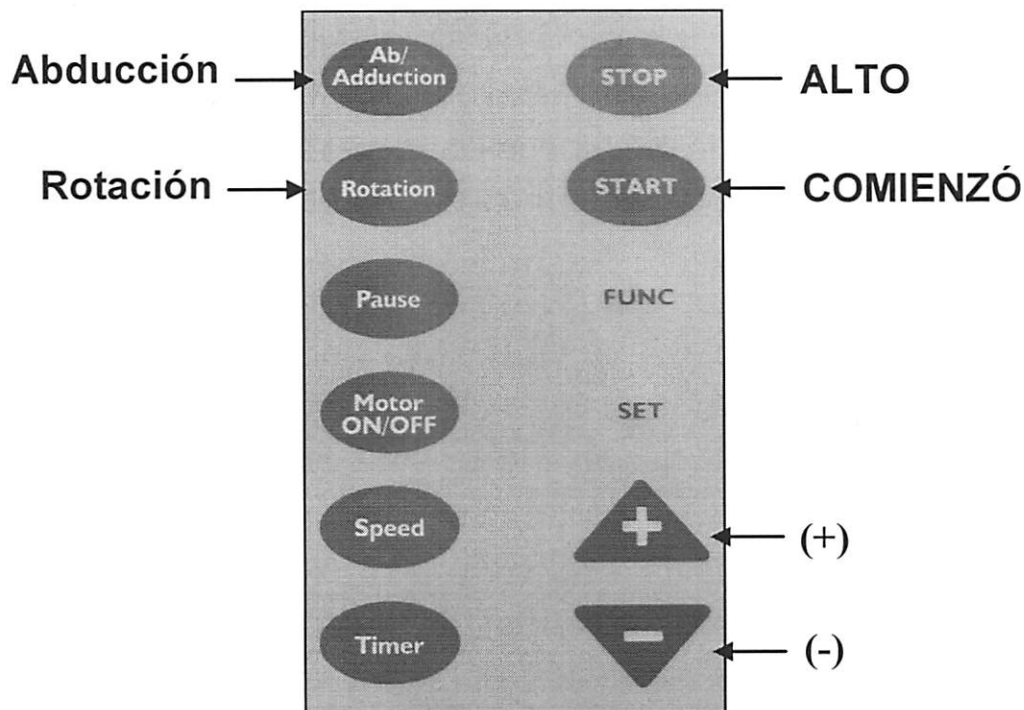 Abducción
Ab/
Adduction
STOP
ALTO
Rotación
Rotation
START
COMIENZÓ
Pause
FUNC
Motor
ON/OFF
SET
Speed
+
(+)
Timer
-
(-)